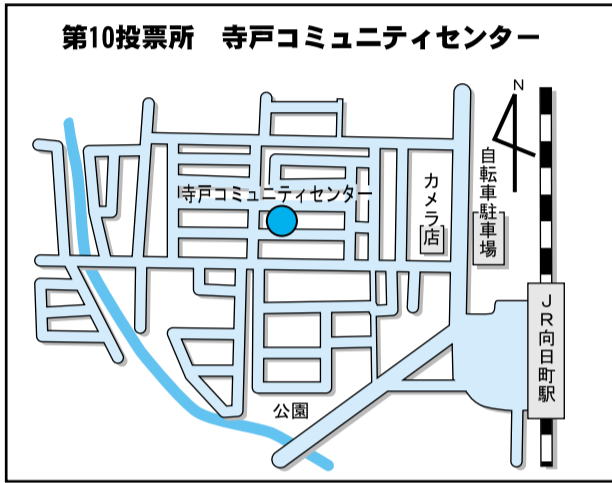 第10投票所　寺戸コミュニティセンター
N
自転車駐車場
カメラ店
寺戸コミュニティセンター
JR向日町駅
公園